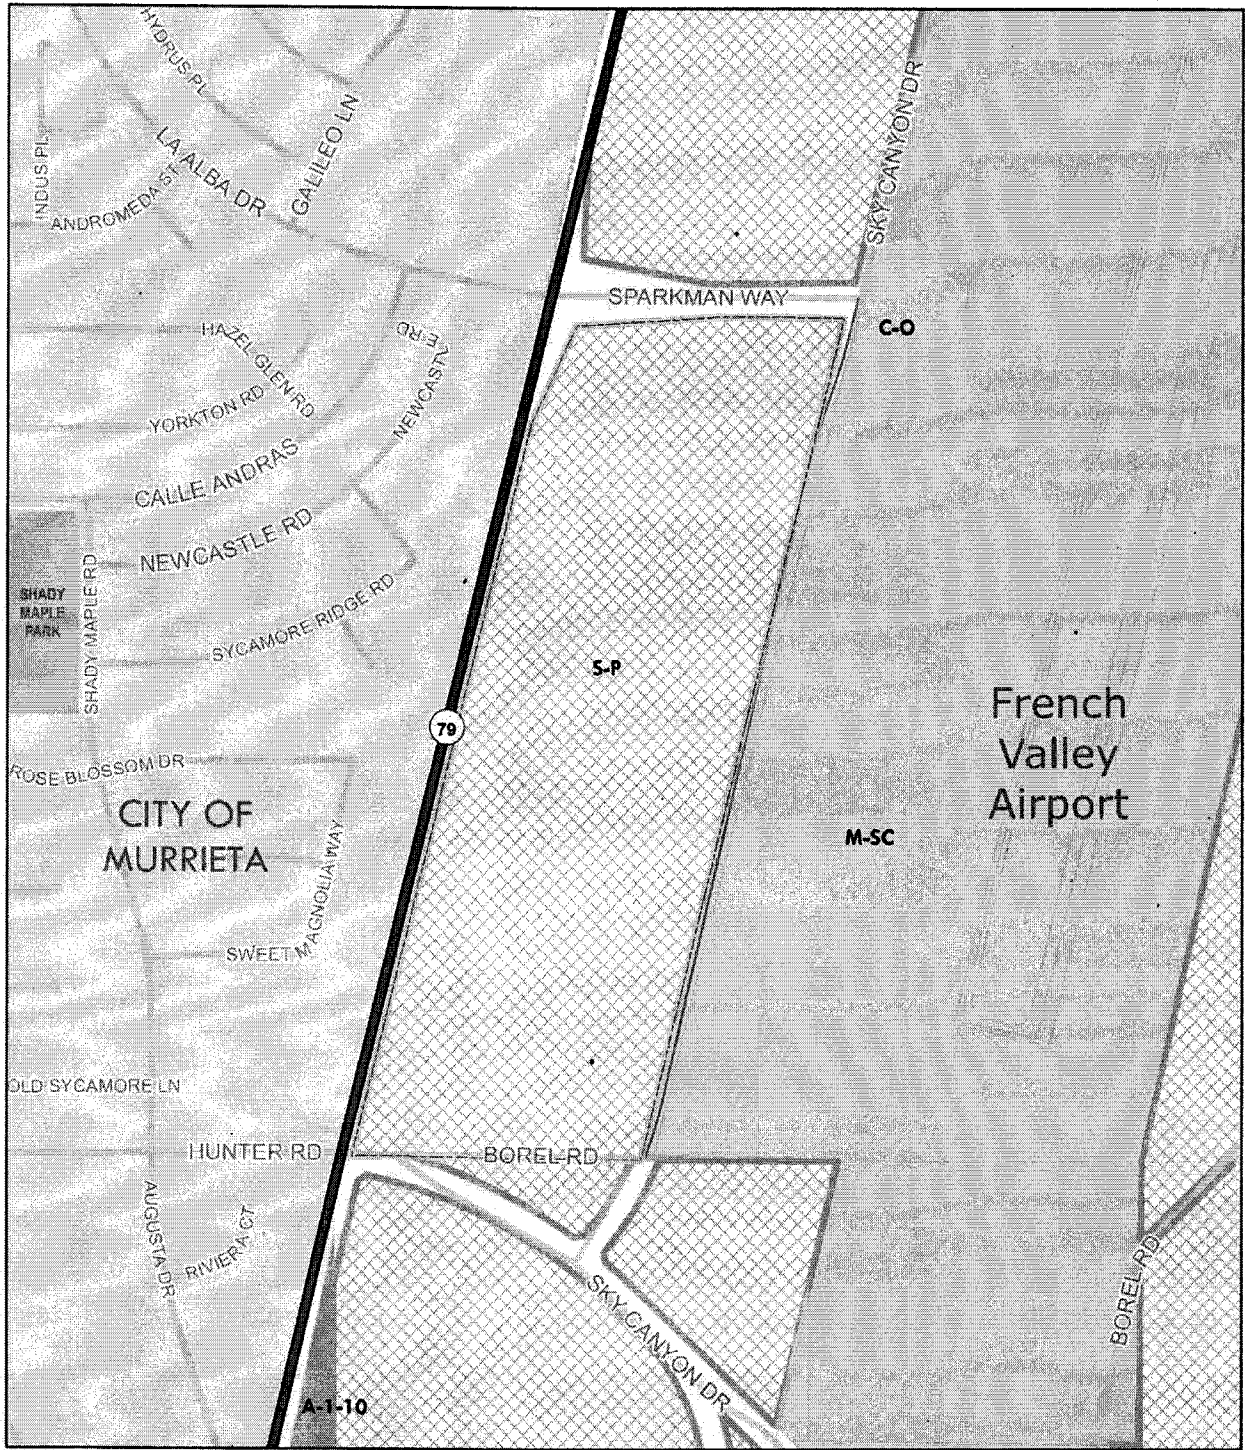 HYDRUS PL
GALILEO LN
SKY CANYON DR
LA ALBA DR
INDUS PL
ANDROMEDA ST
SPARKMAN WAY
C-O
HAZEL GLEN RD
NEWCASTLE RD
YORKTON RD
CALLE ANDRAS
NEWCASTLE RD
SHADY
MAPLE
PARK
SHADY MAPLE RD
SYCAMORE RIDGE RD
S-P
French
Valley
Airport
79
ROSE BLOSSOM DR
CITY OF
MURRIETA
M-SC
SWEET MAGNOLIA WAY
OLD SYCAMORE LN
HUNTER RD
BOREL RD
AUGUSTA DR
RIVIERA CT
SKY CANYON DR
BOREL RD
A-1-10